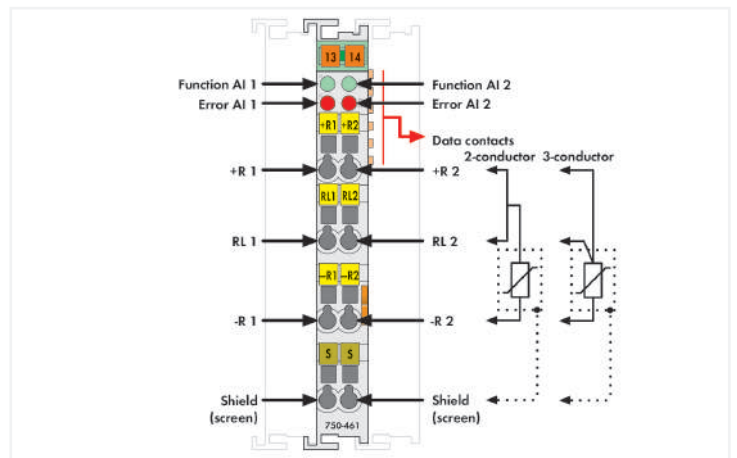 13 14
Function AI 1
Function AI 2
Error AI 1
Error AI 2
+R1 +R2
Data contacts
2-conductor 3-conductor
+R 1
+R 2
RL1 RL2
RL 1
RL 2
–R1 –R2
-R 1
-R 2
S S
Shield
(screen)
Shield
(screen)
750-461